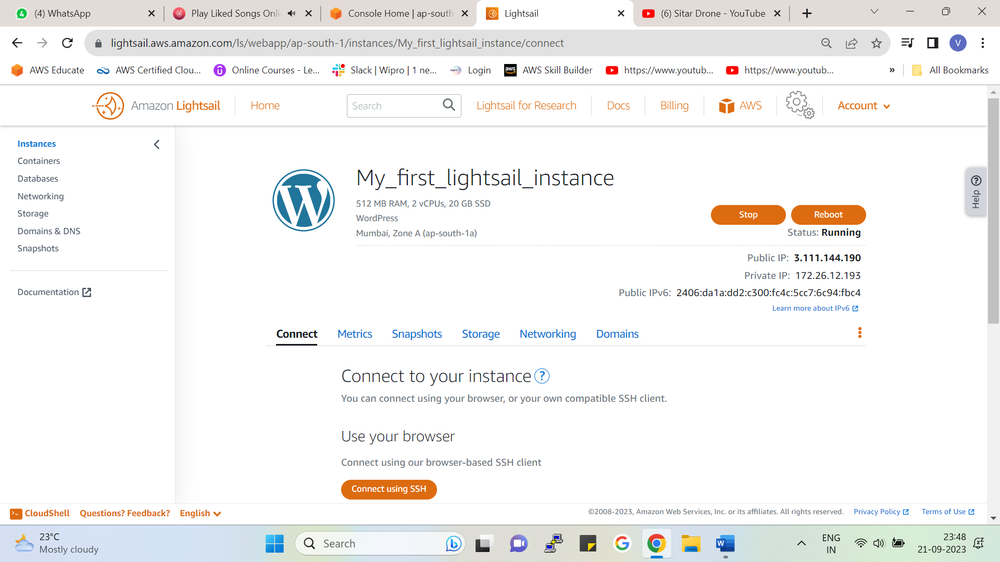 (4) WhatsApp
Play Liked Songs Onli
Console Home | ap-south
Lightsail
(6) Sitar Drone - YouTube
lightsail.aws.amazon.com/ls/webapp/ap-south-1/instances/My_first_lightsail_instance/connect
V
AWS Educate
AWS Certified Clou...
Online Courses - Le...
Slack | Wipro | 1 ne...
Login
AWS Skill Builder
https://www.youtub...
https://www.youtub...
»
All Bookmarks
Amazon Lightsail
Home
Search
Lightsail for Research
Docs
Billing
AWS
Account
Instances
Containers
Databases
Networking
Storage
Domains & DNS
Snapshots
Documentation
My_first_lightsail_instance
512 MB RAM, 2 vCPUs, 20 GB SSD
WordPress
Mumbai, Zone A (ap-south-1a)
Stop
Reboot
Status: Running
Help
Public IP: 3.111.144.190
Private IP: 172.26.12.193
Public IPv6: 2406:da1a:dd2:c300:fc4c:5cc7:6c94:fbc4
Learn more about IPv6
Connect
Metrics
Snapshots
Storage
Networking
Domains
Connect to your instance ?
You can connect using your browser, or your own compatible SSH client.
Use your browser
Connect using our browser-based SSH client
Connect using SSH
CloudShell
Questions? Feedback?
English
©2008-2023, Amazon Web Services, Inc. or its affiliates. All rights reserved.
Privacy Policy
Terms of Use
23°C
Mostly cloudy
Search
ENG
IN
23:48
21-09-2023